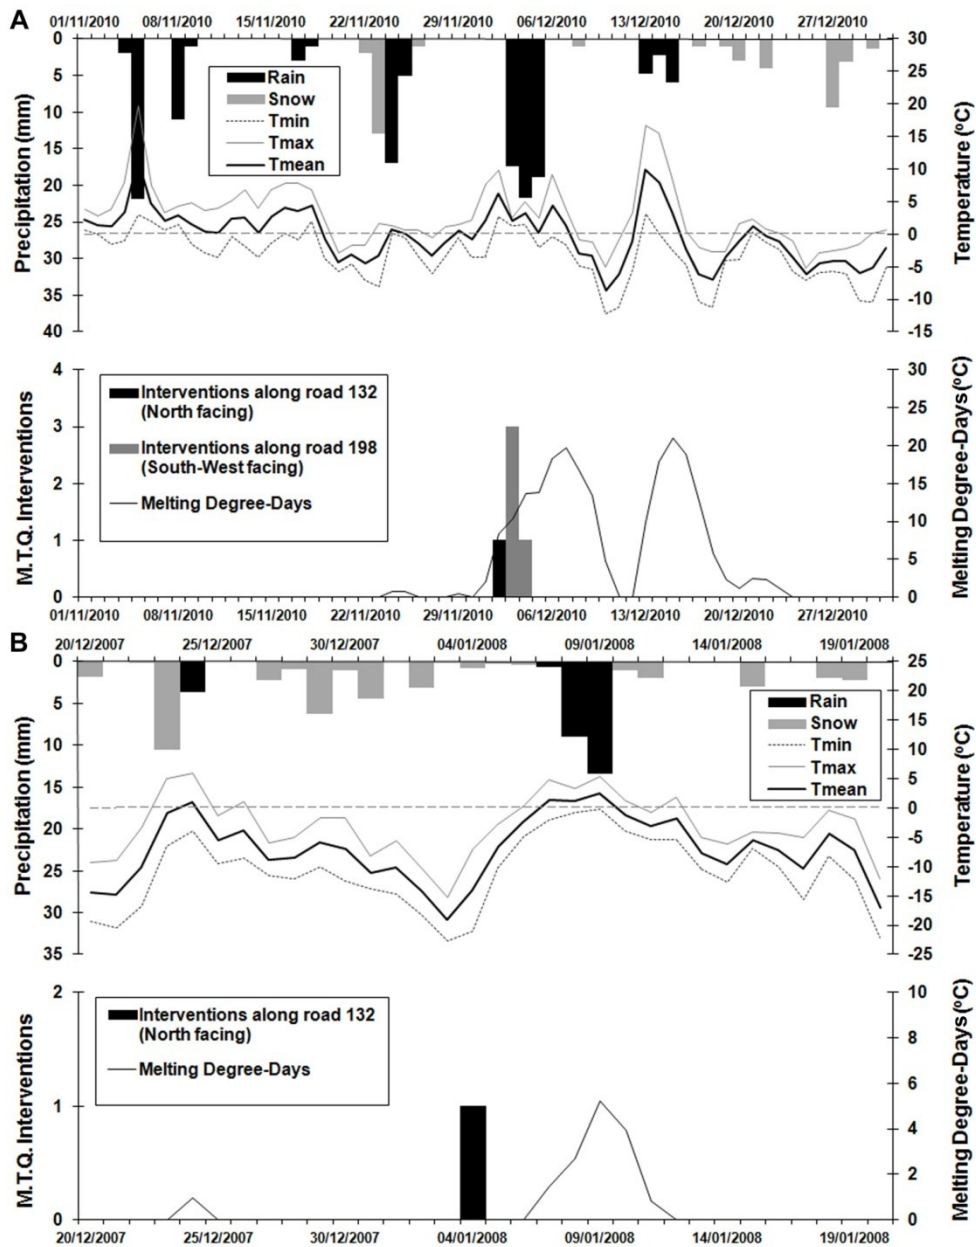 A
01/11/2010 08/11/2010 15/11/2010 22/11/2010 29/11/2010 06/12/2010 13/12/2010 20/12/2010 27/12/2010
Precipitation (mm)
0
5
10
15
20
25
30
35
40
Rain
Snow
Tmin
Tmax
Tmean
30
25
20
15
10
5
0
-5
-10
-15
Temperature (ºC)
M.T.Q. Interventions
4
3
2
1
0
Interventions along road 132
(North facing)
Interventions along road 198
(South-West facing)
Melting Degree-Days
30
25
20
15
10
5
0
Melting Degree-Days(ºC)
01/11/2010 08/11/2010 15/11/2010 22/11/2010 29/11/2010 06/12/2010 13/12/2010 20/12/2010 27/12/2010
B
20/12/2007 25/12/2007 30/12/2007 04/01/2008 09/01/2008 14/01/2008 19/01/2008
Precipitation (mm)
0
5
10
15
20
25
30
35
Rain
Snow
Tmin
Tmax
Tmean
25
20
15
10
5
0
-5
-10
-15
-20
-25
Temperature (ºC)
M.T.Q. Interventions
2
1
0
Interventions along road 132
(North facing)
Melting Degree-Days
10
8
6
4
2
0
Melting Degree-Days(ºC)
20/12/2007 25/12/2007 30/12/2007 04/01/2008 09/01/2008 14/01/2008 19/01/2008